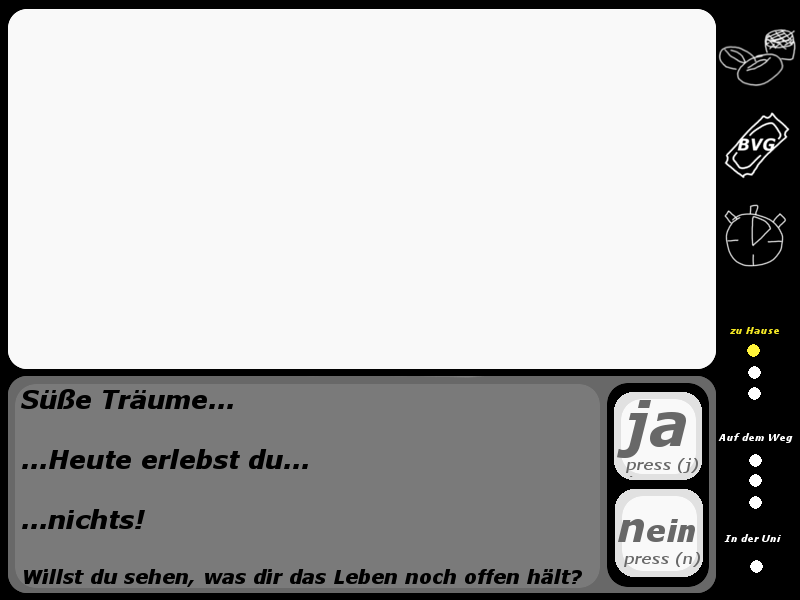 BVG
zu Hause
Auf dem Weg
In der Uni
Süße Träume...
...Heute erlebst du...
...nichts!
Willst du sehen, was dir das Leben noch offen hält?
ja
press (j)
nein
press (n)